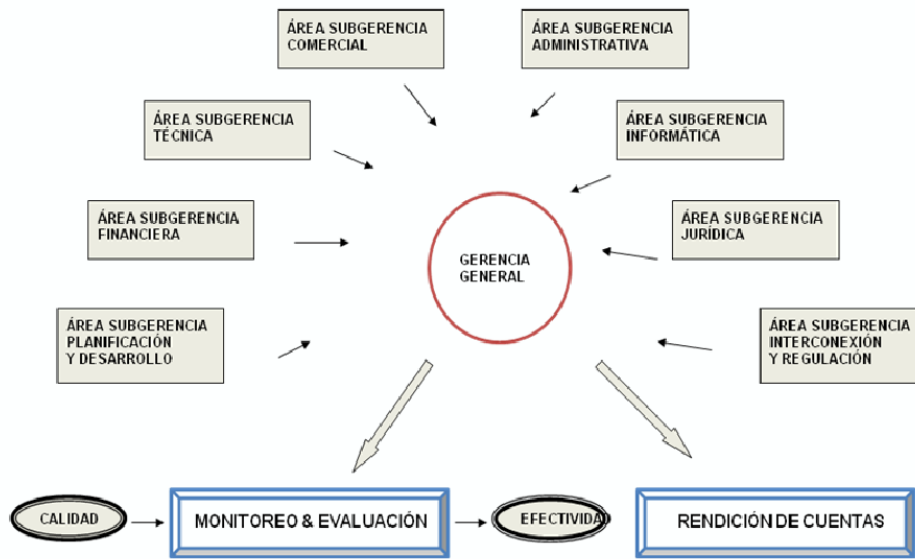 ÁREA SUBGERENCIA
COMERCIAL
ÁREA SUBGERENCIA
ADMINISTRATIVA
ÁREA SUBGERENCIA
TÉCNICA
ÁREA SUBGERENCIA
INFORMÁTICA
ÁREA SUBGERENCIA
FINANCIERA
ÁREA SUBGERENCIA
JURÍDICA
GERENCIA
GENERAL
ÁREA SUBGERENCIA
PLANIFICACIÓN
Y DESARROLLO
ÁREA SUBGERENCIA
INTERCONEXIÓN
Y REGULACIÓN
CALIDAD
MONITOREO & EVALUACIÓN
EFECTIVIDAD
RENDICIÓN DE CUENTAS